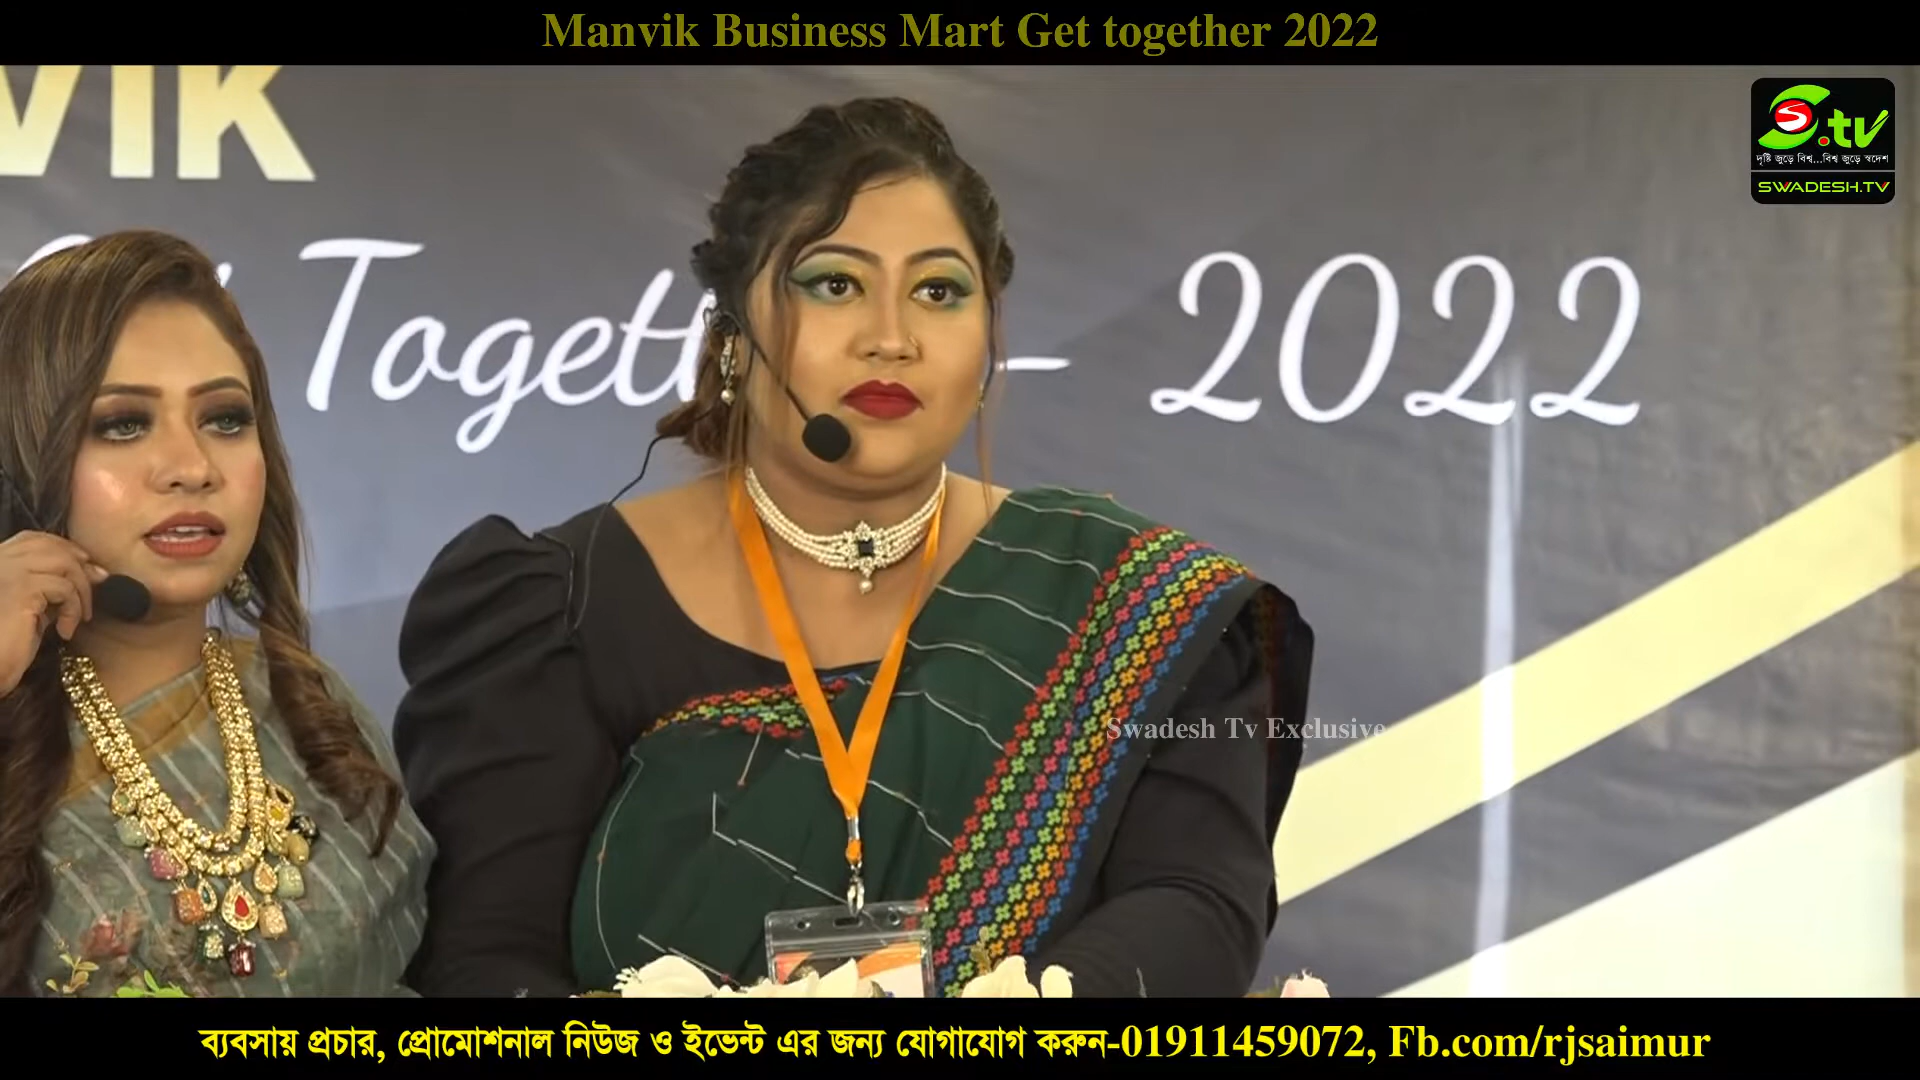 Manvik Business Mart Get together 2022
VIK
S.tv
দৃষ্টি জুড়ে বিশ্ব...বিশ্ব জুড়ে স্বদেশ
SWADESH.TV
- 2022
Swadesh Tv Exclusive
ব্যবসায় প্রচার, প্রোমোশনাল নিউজ ও ইভেন্ট এর জন্য যোগাযোগ করুন-01911459072, Fb.com/rjsaimur